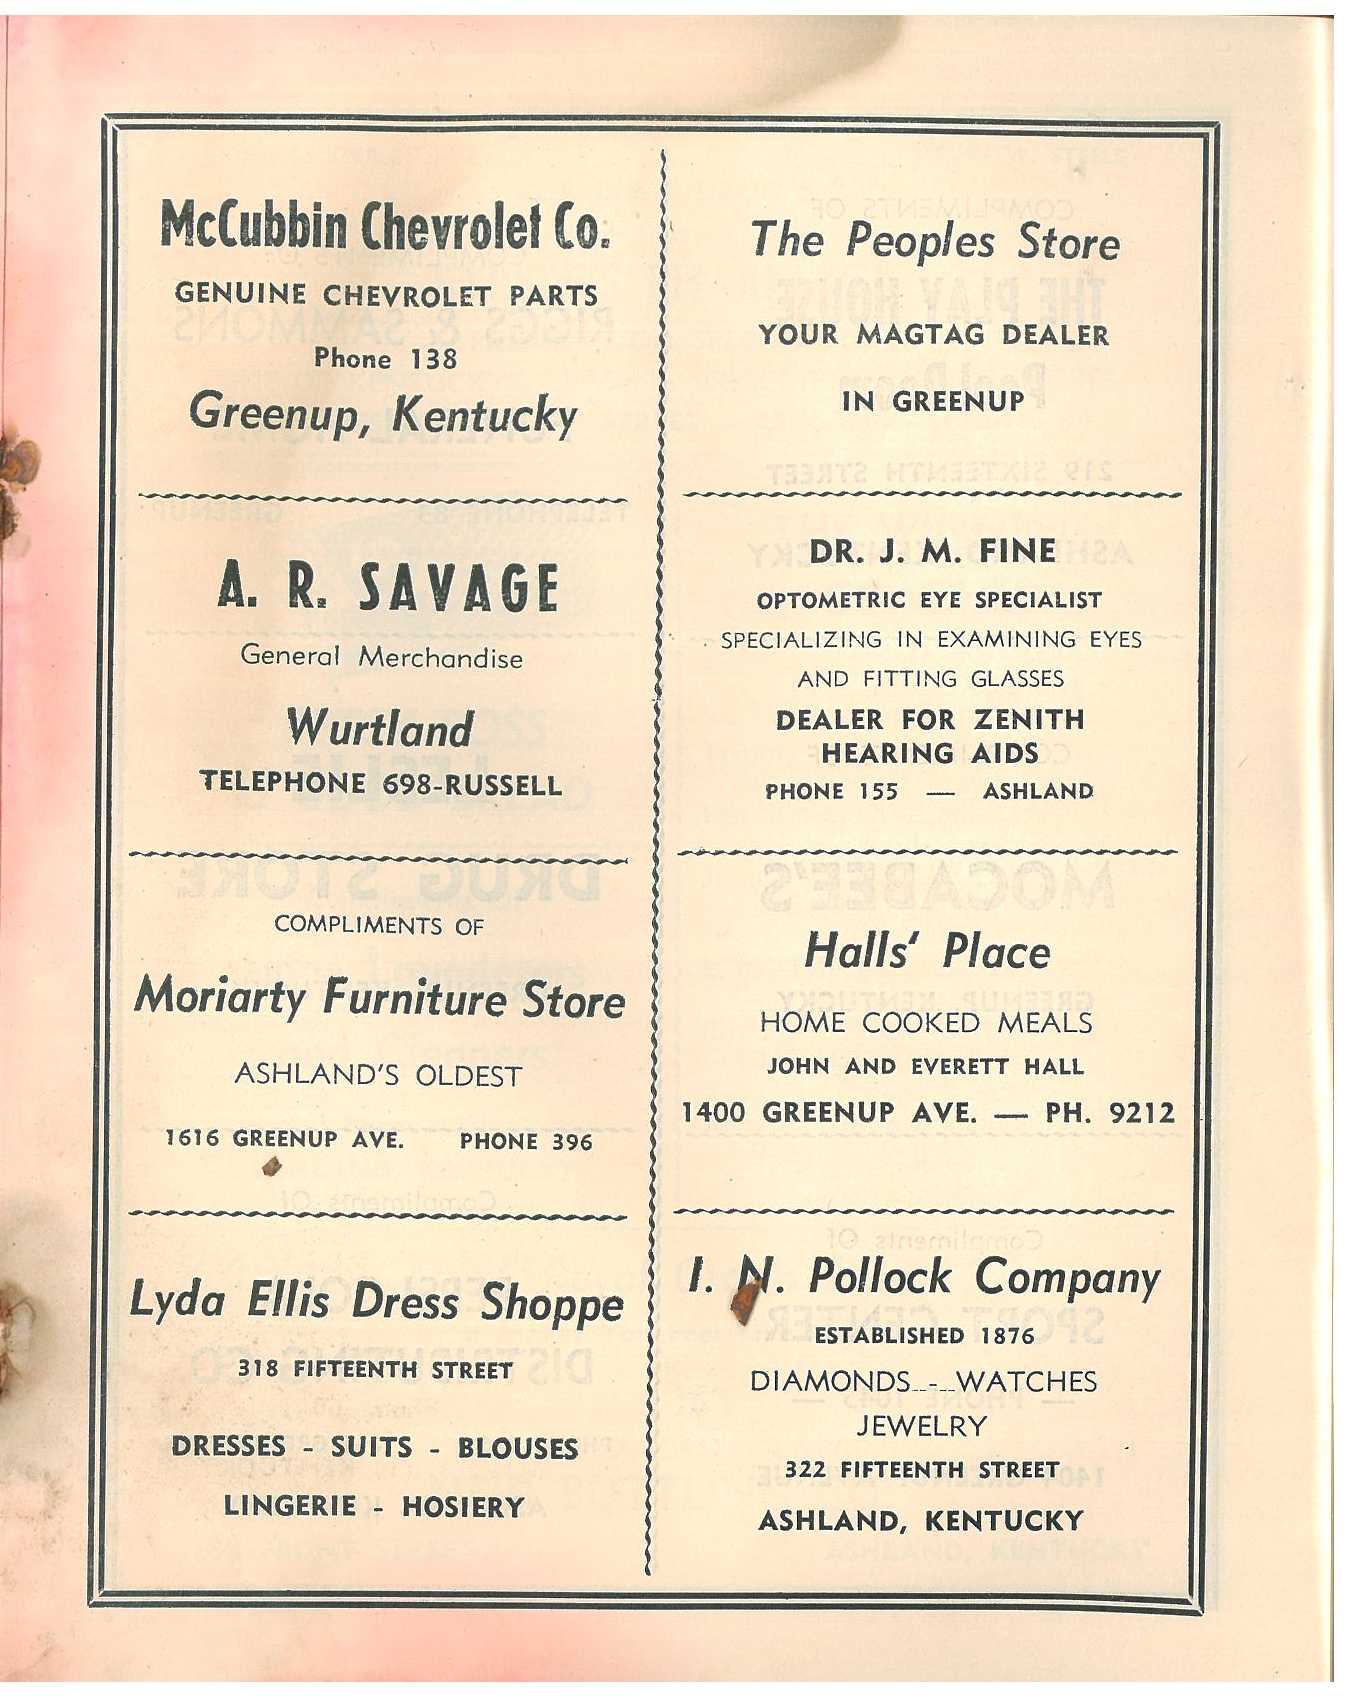 McCubbin Chevrolet Co.
GENUINE CHEVROLET PARTS
Phone 138
Greenup, Kentucky
A. R. SAVAGE
General Merchandise
Wurtland
TELEPHONE 698-RUSSELL
COMPLIMENTS OF
Moriarty Furniture Store
ASHLAND'S OLDEST
1616 GREENUP AVE. PHONE 396
Lyda Ellis Dress Shoppe
318 FIFTEENTH STREET
DRESSES - SUITS - BLOUSES
LINGERIE - HOSIERY
The Peoples Store
YOUR MAGTAG DEALER
IN GREENUP
DR. J. M. FINE
OPTOMETRIC EYE SPECIALIST
SPECIALIZING IN EXAMINING EYES
AND FITTING GLASSES
DEALER FOR ZENITH
HEARING AIDS
PHONE 155 — ASHLAND
Halls' Place
HOME COOKED MEALS
JOHN AND EVERETT HALL
1400 GREENUP AVE. — PH. 9212
I. N. Pollock Company
ESTABLISHED 1876
DIAMONDS - WATCHES
JEWELRY
322 FIFTEENTH STREET
ASHLAND, KENTUCKY